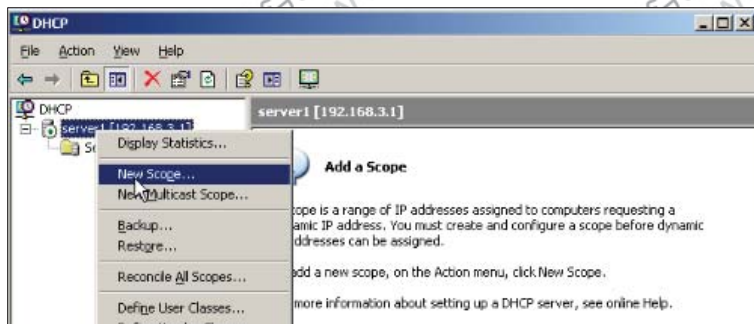 DHCP
File Action View Help
DHCP
server1 [192.168.3.1]
server1 [192.168.3.1]
Se
Display Statistics...
New Scope...
New Multicast Scope...
Backup...
Restore...
Reconcile All Scopes...
Define User Classes...
Add a Scope
cope is a range of IP addresses assigned to computers requesting a
amic IP address. You must create and configure a scope before dynamic
ddresses can be assigned.
add a new scope, on the Action menu, click New Scope.
more information about setting up a DHCP server, see online Help.